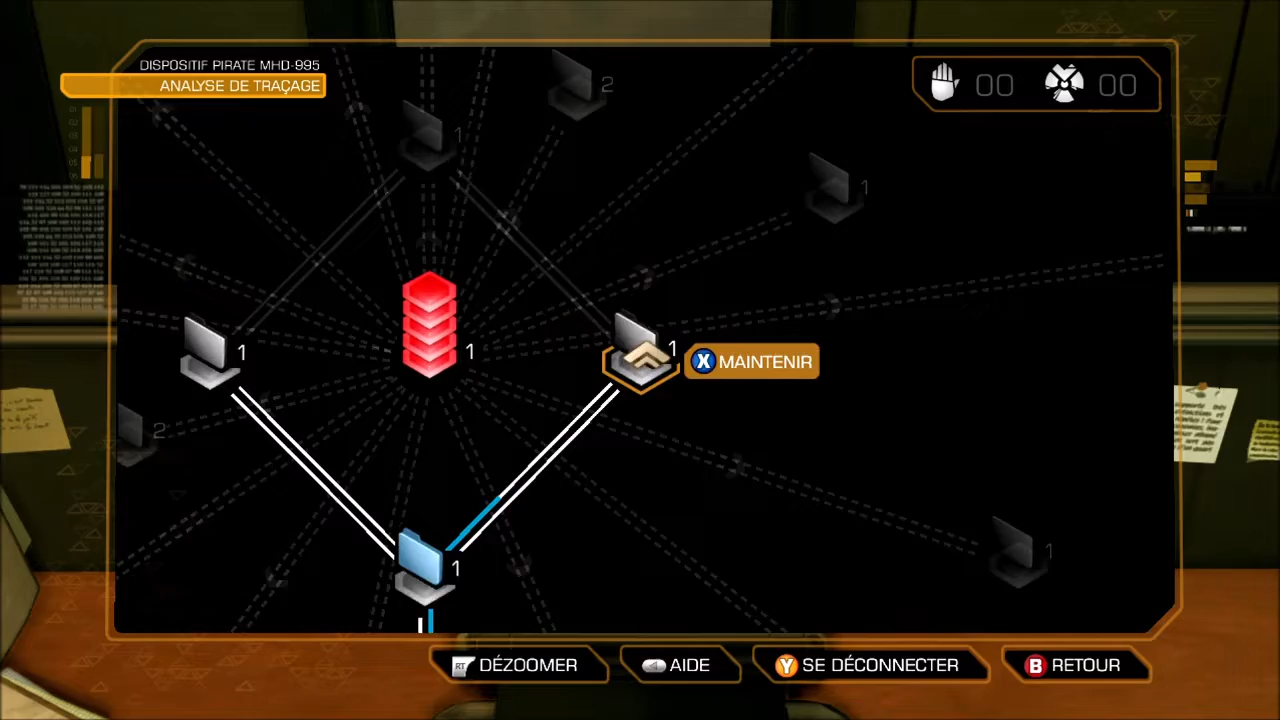 DISPOSITIF PIRATE MHD-995
ANALYSE DE TRAÇAGE
00 00
2
1
1
1
1
1
X MAINTENIR
2
1
1
RT DÉZOOMER
AIDE
Y SE DÉCONNECTER
B RETOUR